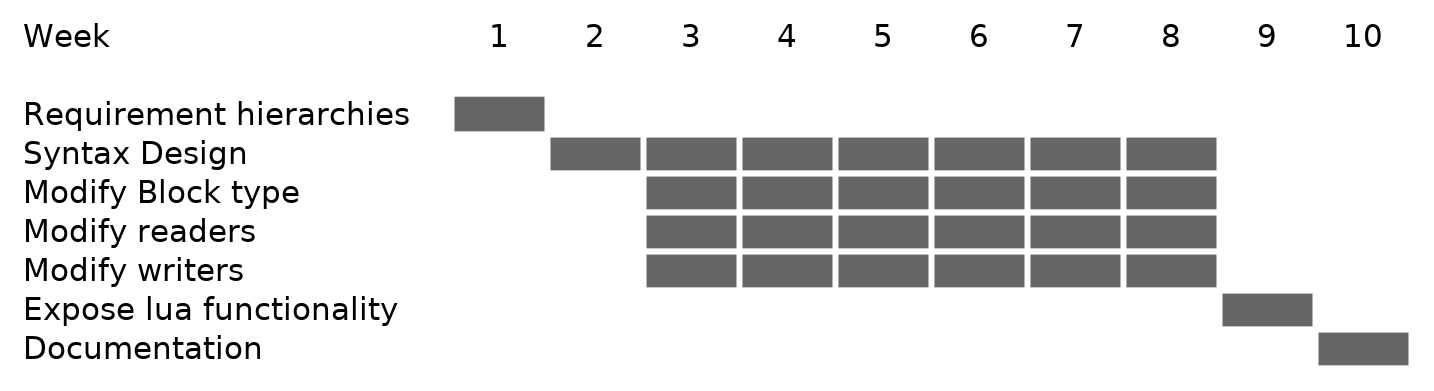 Week 1 2 3 4 5 6 7 8 9 10
Requirement hierarchies
Syntax Design
Modify Block type
Modify readers
Modify writers
Expose lua functionality
Documentation